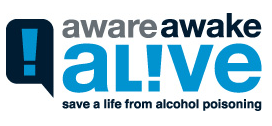 ! aware awake
al!ve
save a life from alcohol poisoning